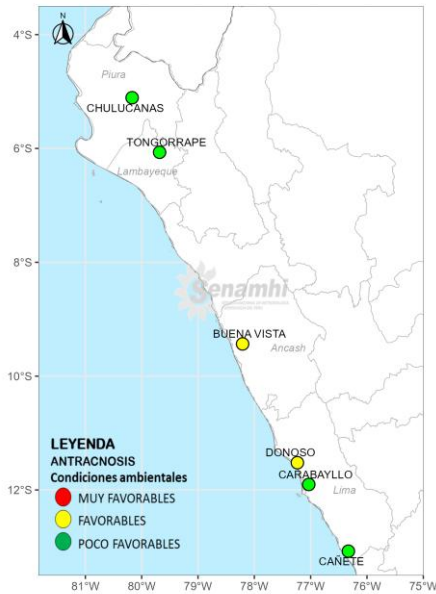 4°S
N
Piura
CHULUCANAS
TONGORRAPE
6°S
Lambayeque
8°S
Senamhi
BUENA VISTA
Ancash
10°S
LEYENDA
ANTRACNOSIS
Condiciones ambientales
MUY FAVORABLES
FAVORABLES
POCO FAVORABLES
DONOSO
CARABAYLLO
12°S
Lima
CAÑETE
81°W
80°W
79°W
78°W
77°W
76°W
75°W